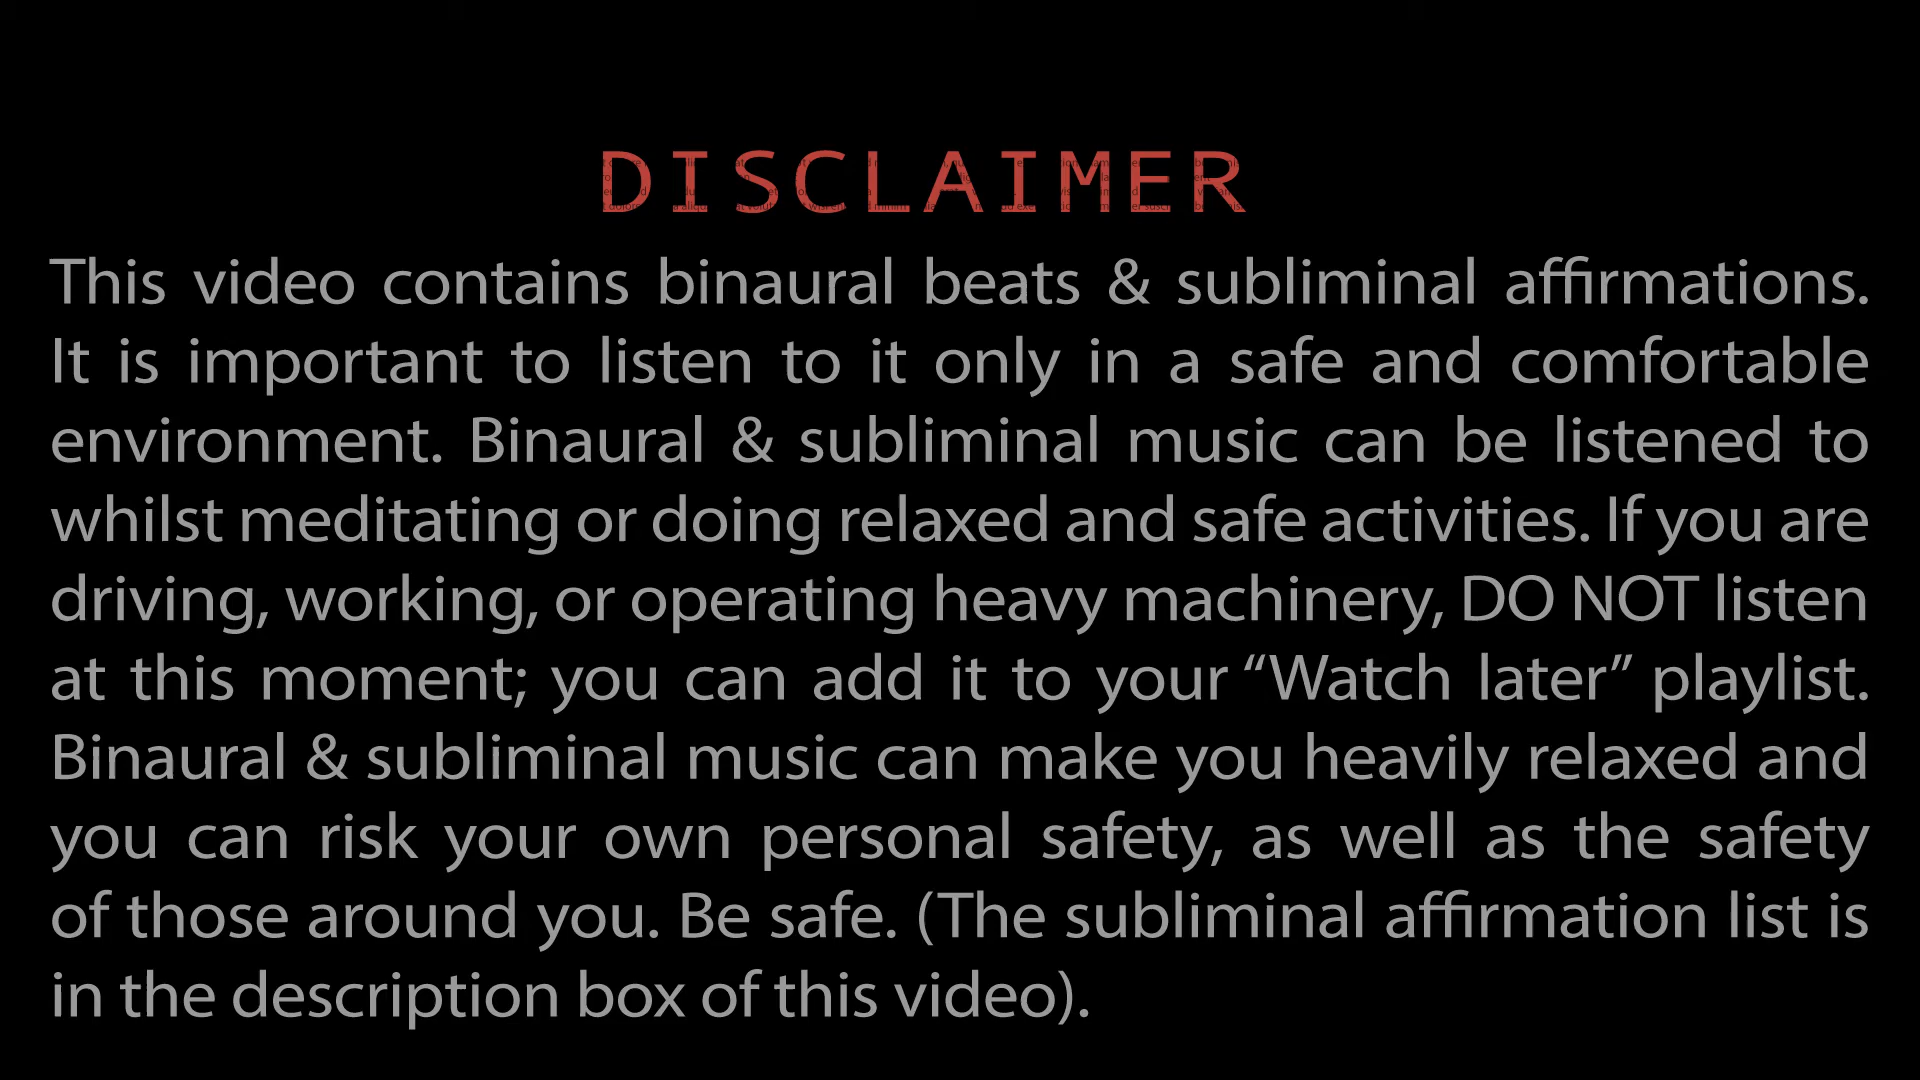 DISCLAIMER
This video contains binaural beats & subliminal affirmations.
It is important to listen to it only in a safe and comfortable
environment. Binaural & subliminal music can be listened to
whilst meditating or doing relaxed and safe activities. If you are
driving, working, or operating heavy machinery, DO NOT listen
at this moment; you can add it to your “Watch later” playlist.
Binaural & subliminal music can make you heavily relaxed and
you can risk your own personal safety, as well as the safety
of those around you. Be safe. (The subliminal affirmation list is
in the description box of this video).